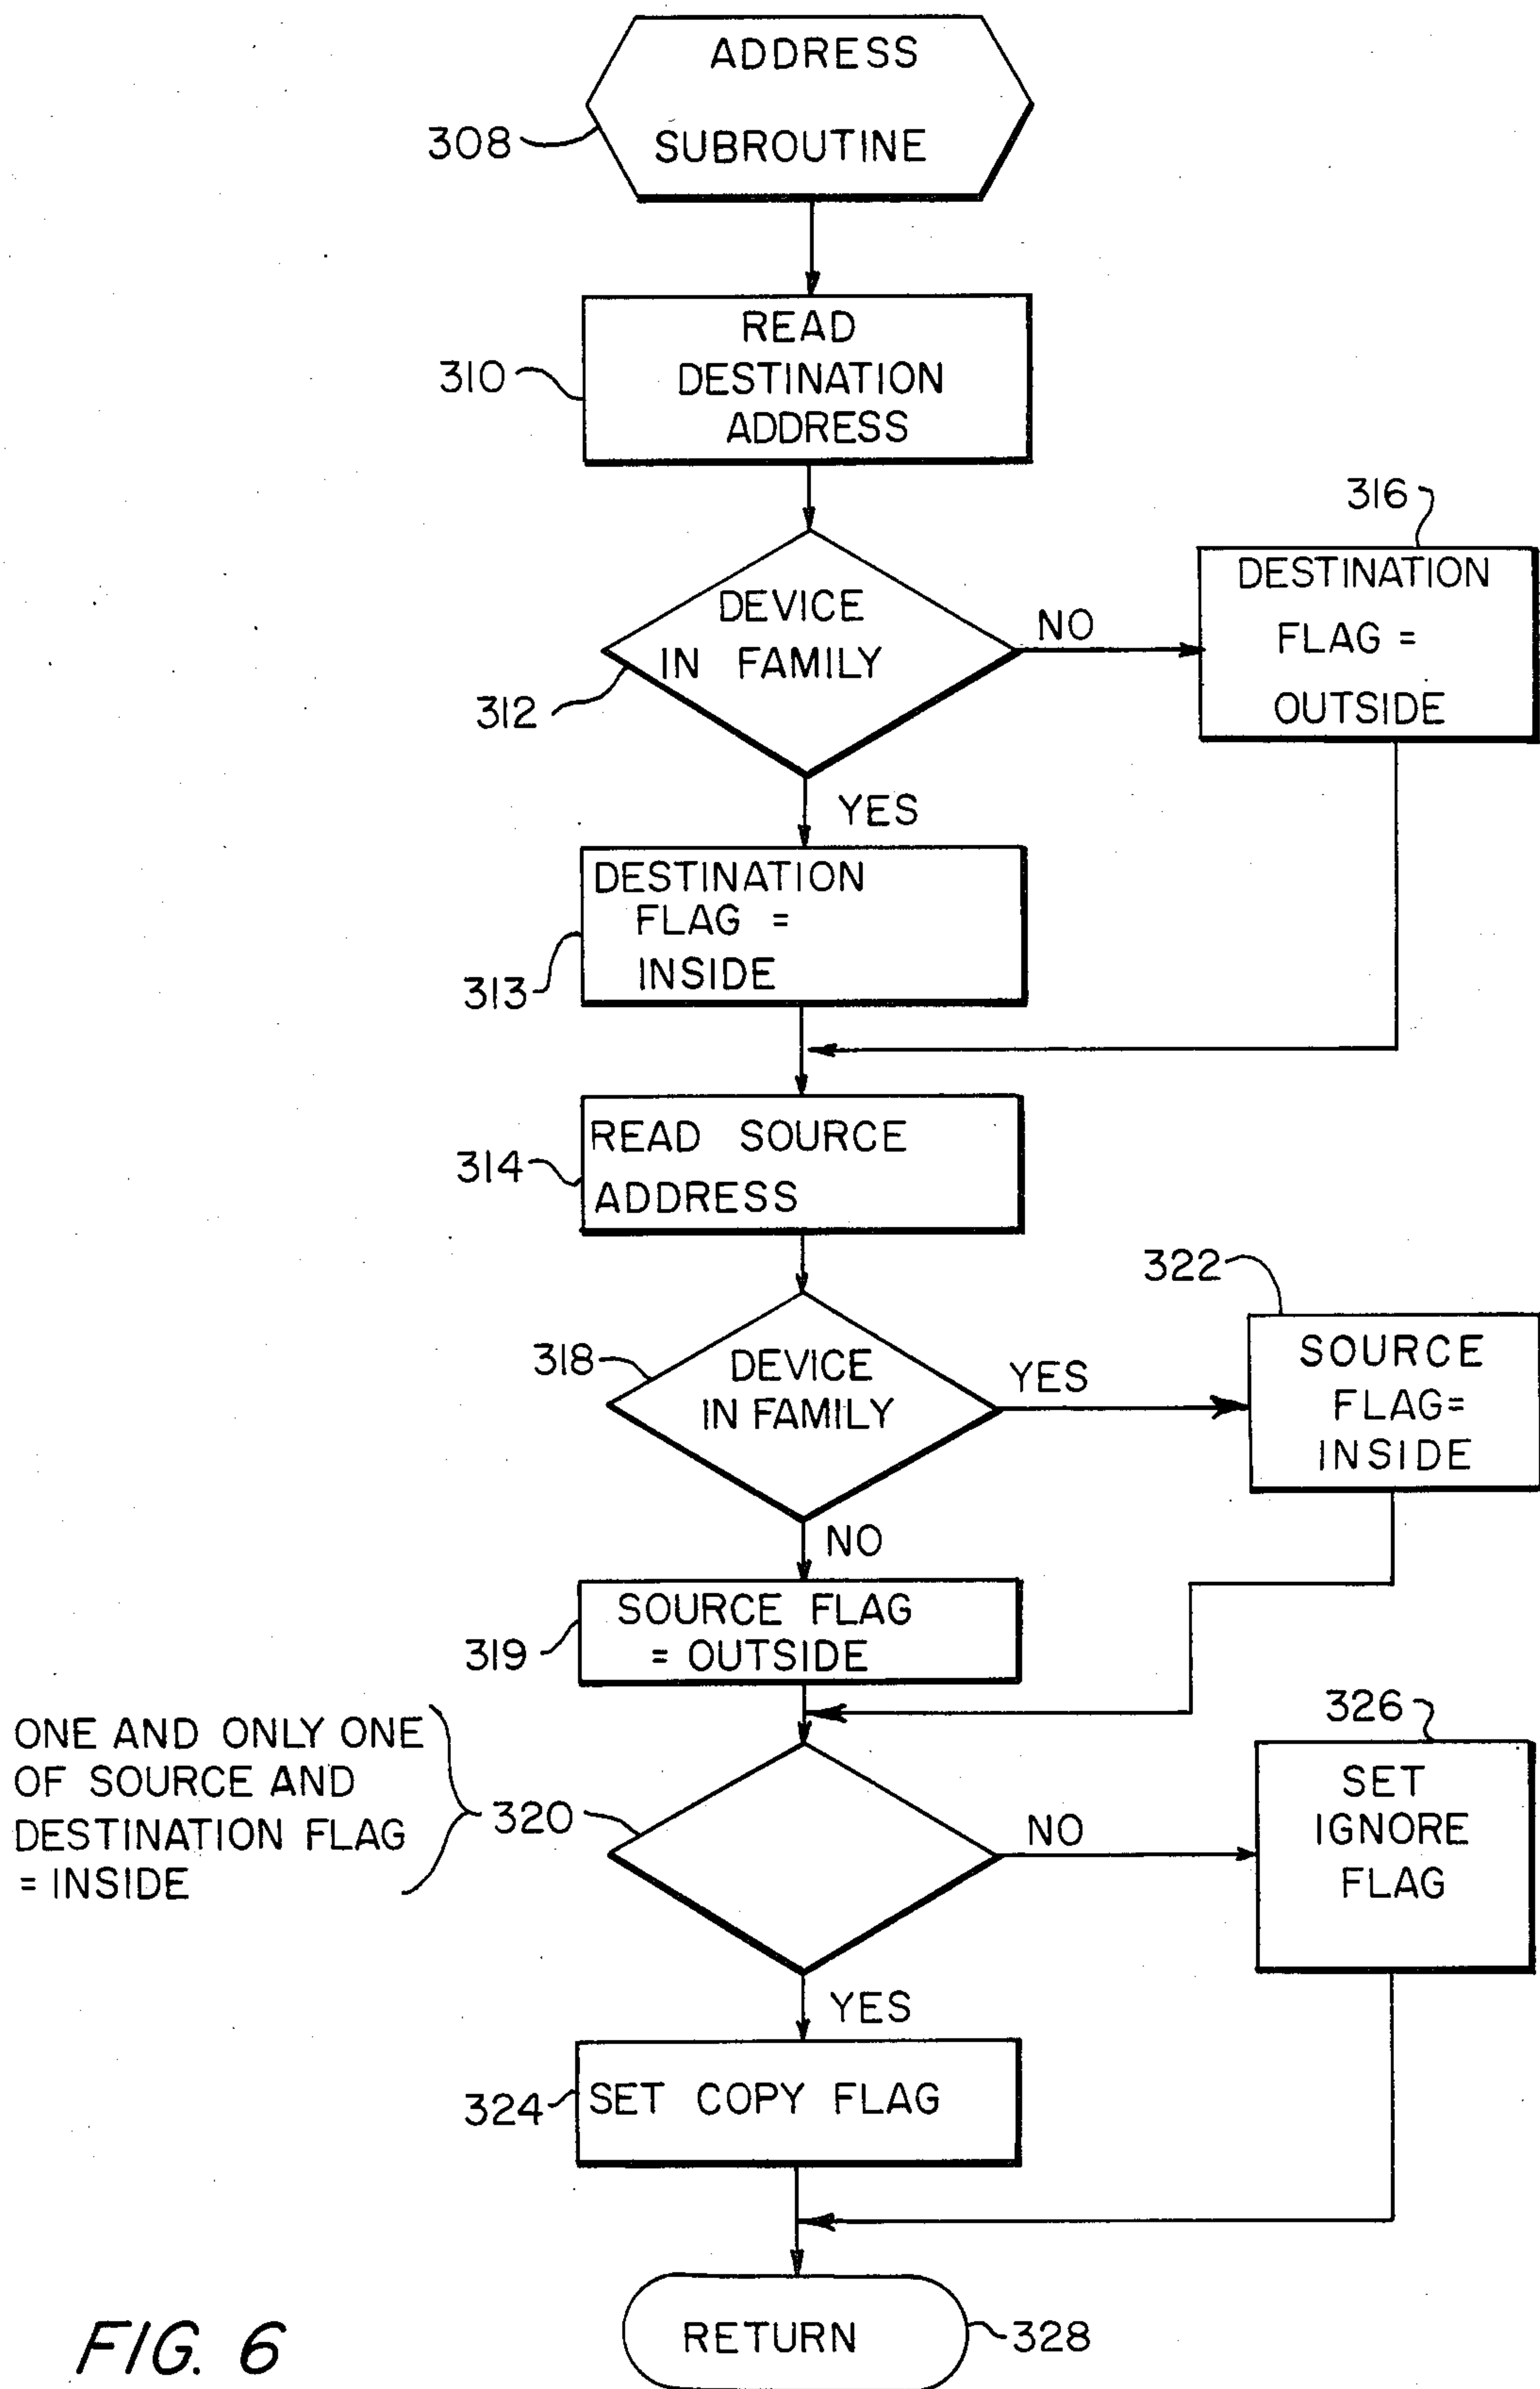 ADDRESS
SUBROUTINE
308
READ
DESTINATION
ADDRESS
310
316
DEVICE
IN FAMILY
312
NO
DESTINATION
FLAG =
OUTSIDE
YES
DESTINATION
FLAG =
INSIDE
313
READ SOURCE
ADDRESS
314
322
318
DEVICE
IN FAMILY
YES
SOURCE
FLAG=
INSIDE
NO
SOURCE FLAG
= OUTSIDE
319
326
ONE AND ONLY ONE
OF SOURCE AND
DESTINATION FLAG
= INSIDE
320
NO
SET
IGNORE
FLAG
YES
SET COPY FLAG
324
RETURN
328
FIG. 6